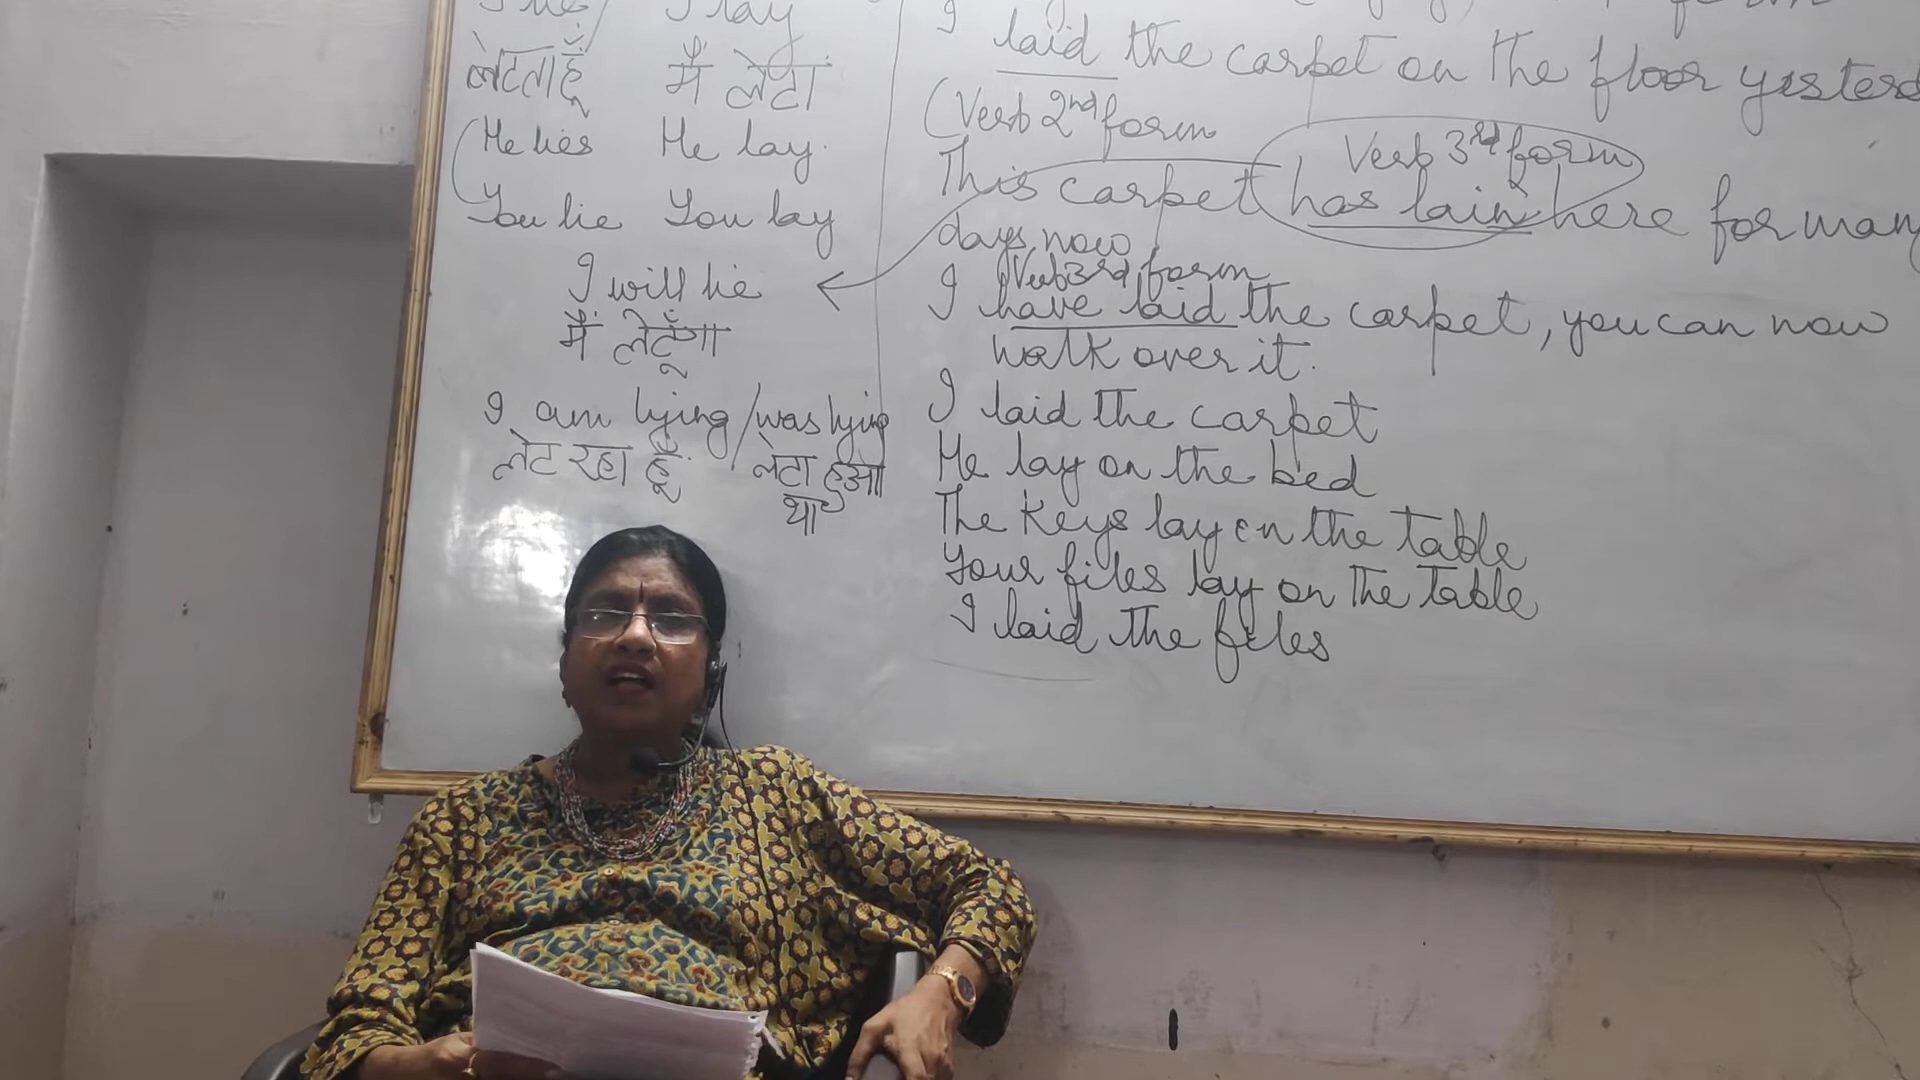 I lie / I lay
लेटता हूँ मैं लेटा
He lies He lay.
You lie You lay
I will lie
मैं लेटूँगा
I am lying / was lying
लेट रहा हूँ लेटा हुआ
था
form
I laid the carpet on the floor
(Verb 2nd form
Verb 3rd form
This carpet has lain here for
days now
Verb 3rd form
I have laid the carpet, you can now
walk over it.
I laid the carpet
He lay on the bed
The keys lay on the table
Your files lay on the table
I laid the files